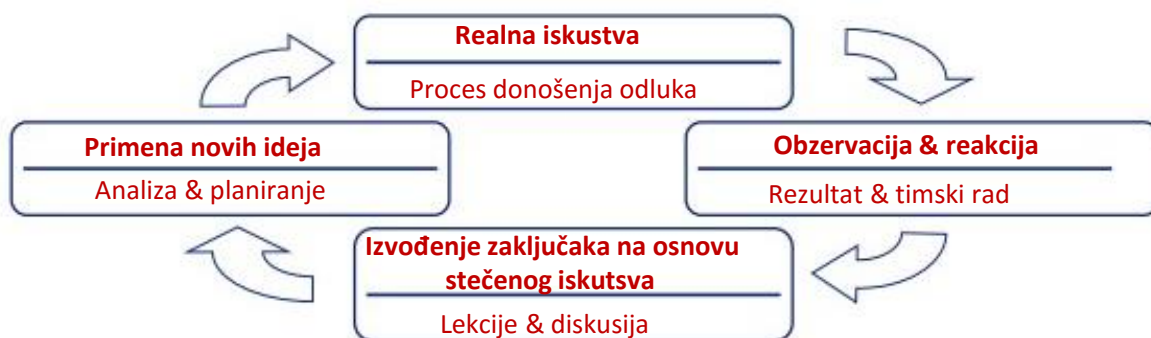 Realna iskustva
Proces donošenja odluka
Primena novih ideja
Analiza & planiranje
Obzervacija & reakcija
Rezultat & timski rad
Izvođenje zaključaka na osnovu
stečenog iskutsva
Lekcije & diskusija